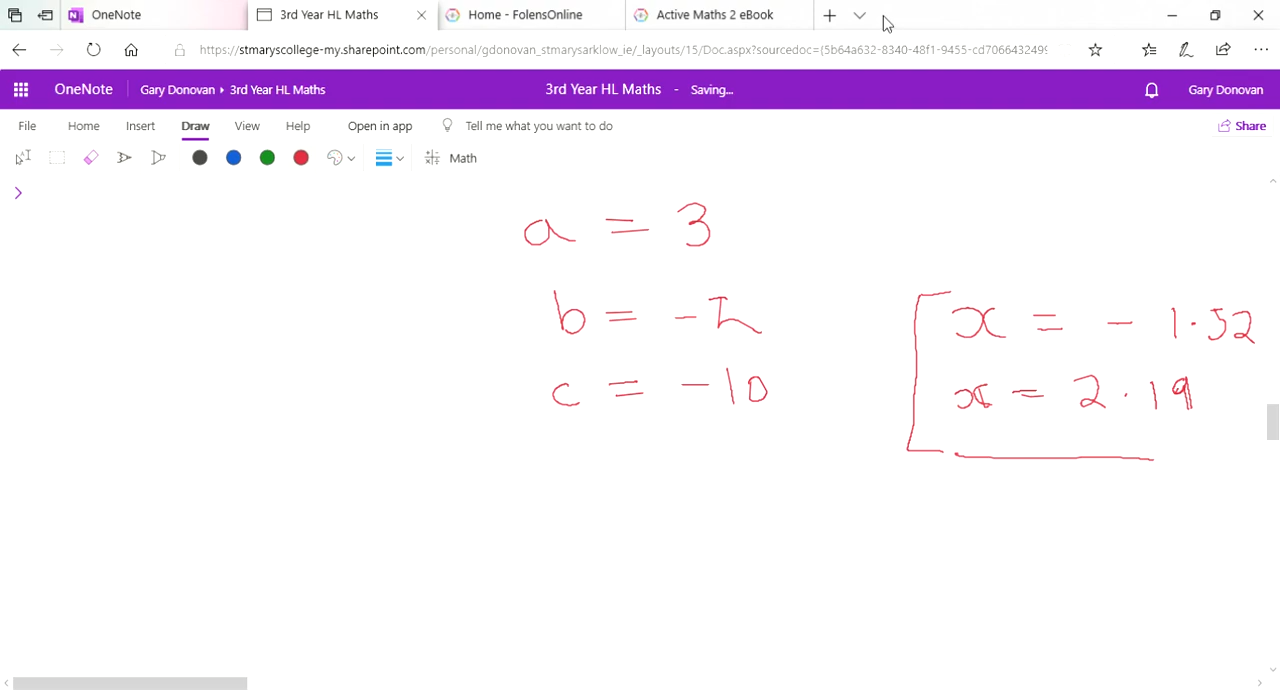 OneNote
3rd Year HL Maths
Home - FolensOnline
Active Maths 2 eBook
https://stmaryscollege-my.sharepoint.com/personal/gdonovan_stmarysarklow_ie/_layouts/15/Doc.aspx?sourcedoc={5b64a632-8340-48f1-9455-cd7066432499
OneNote
Gary Donovan › 3rd Year HL Maths
3rd Year HL Maths - Saving...
Gary Donovan
File Home Insert Draw View Help Open in app Tell me what you want to do Share
Math
a = 3
b = -2
c = -10
x = - 1.52
x = 2.19